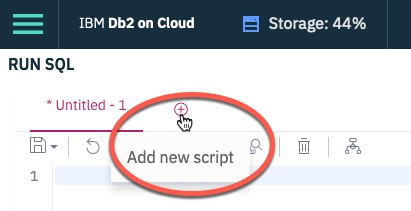 IBM Db2 on Cloud
Storage: 44%
RUN SQL
* Untitled - 1
Add new script
1